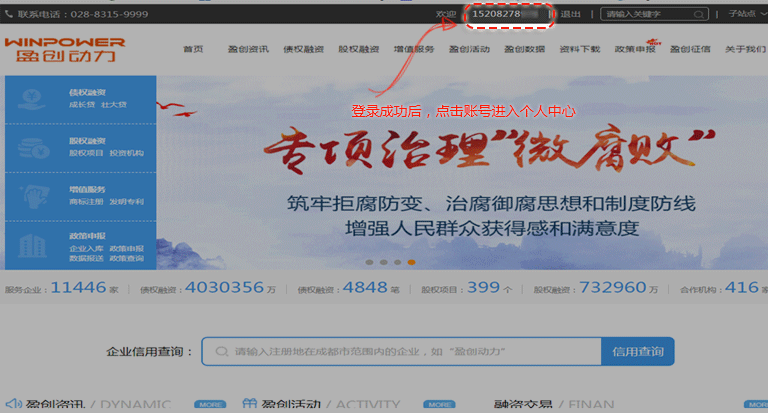 联系电话：028-8315-9999
欢迎
15208278
退出
请输入关键字
子站点
WINPOWER
盈创动力
首页 盈创资讯 债权融资 股权融资 增值服务 盈创活动 盈创数据 资料下载 政策申报 盈创征信 关于我们
登录成功后，点击账号进入个人中心
债权融资
成长贷 壮大贷
股权融资
股权项目 投资机构
增值服务
商标注册 发明专利
政策申报
企业入库 政策申报
数据报送 政策查询
专项治理"微腐败"
筑牢拒腐防变、治腐御腐思想和制度防线
增强人民群众获得感和满意度
服务企业：11446 家 债权融资：4030356 万 债权融资：4848 笔 股权项目：399 个 股权融资：732960 万 合作机构：416 家
企业信用查询：
请输入注册地在成都市范围内的企业，如“盈创动力”
信用查询
盈创资讯 / DYNAMIC MORE
盈创活动 / ACTIVITY MORE
融资交易 / FINAN MORE